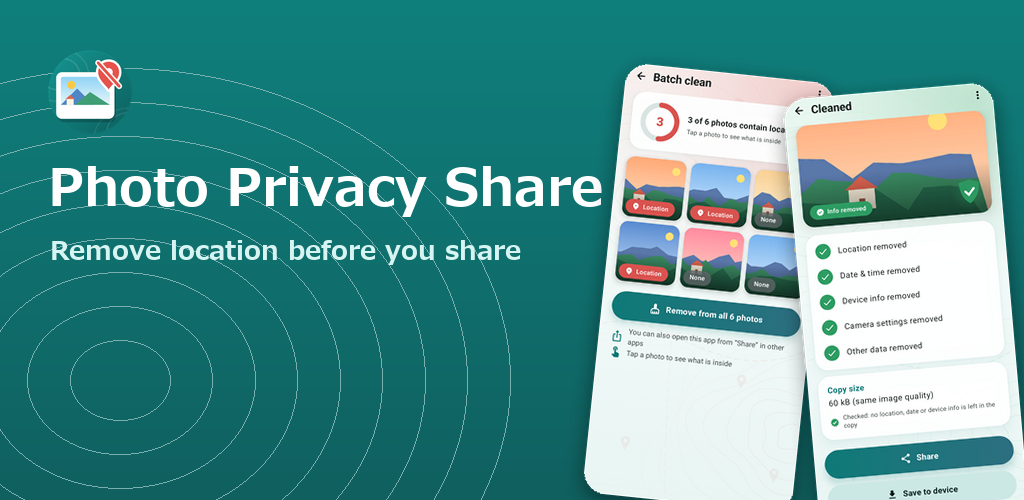 Photo Privacy Share
Remove location before you share
Batch clean
3
3 of 6 photos contain
Tap a photo to see what is inside
Location
Location
None
Location
None
None
Remove from all 6 photos
You can also open this app from “Share” in other
apps
Tap a photo to see what is inside
Cleaned
Info removed
Location removed
Date & time removed
Device info removed
Camera settings removed
Other data removed
Copy size
60 kB (same image quality)
Checked: no location, date or device info is left in the
copy
Share
Save to device